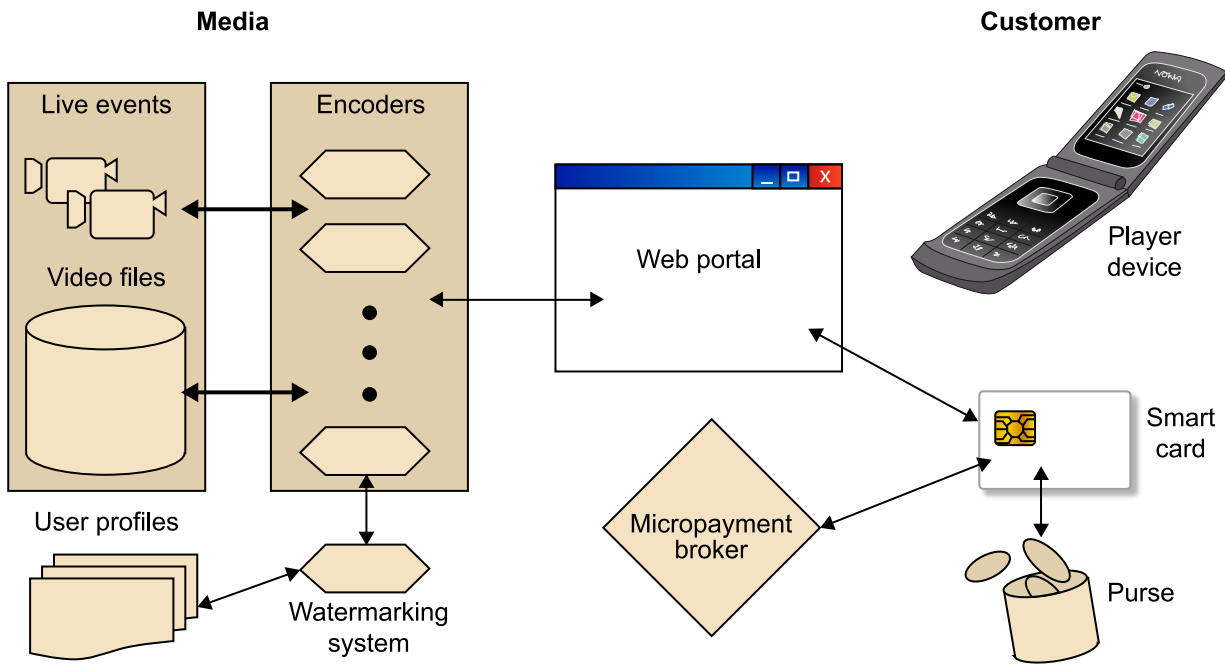 Media
Customer
Live events
Encoders
NOKIA
X
Web portal
Player
device
Video files
Smart
card
User profiles
Micropayment
broker
Purse
Watermarking
system